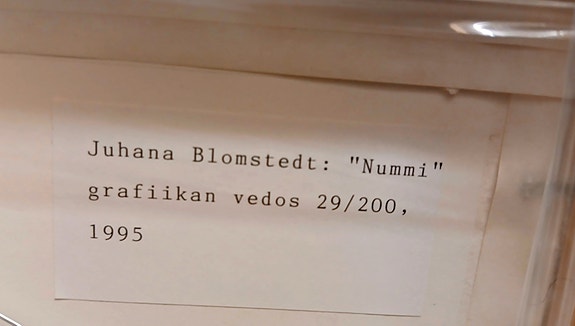 Juhana Blomstedt: "Nummi"
grafiikan vedos 29/200,
1995